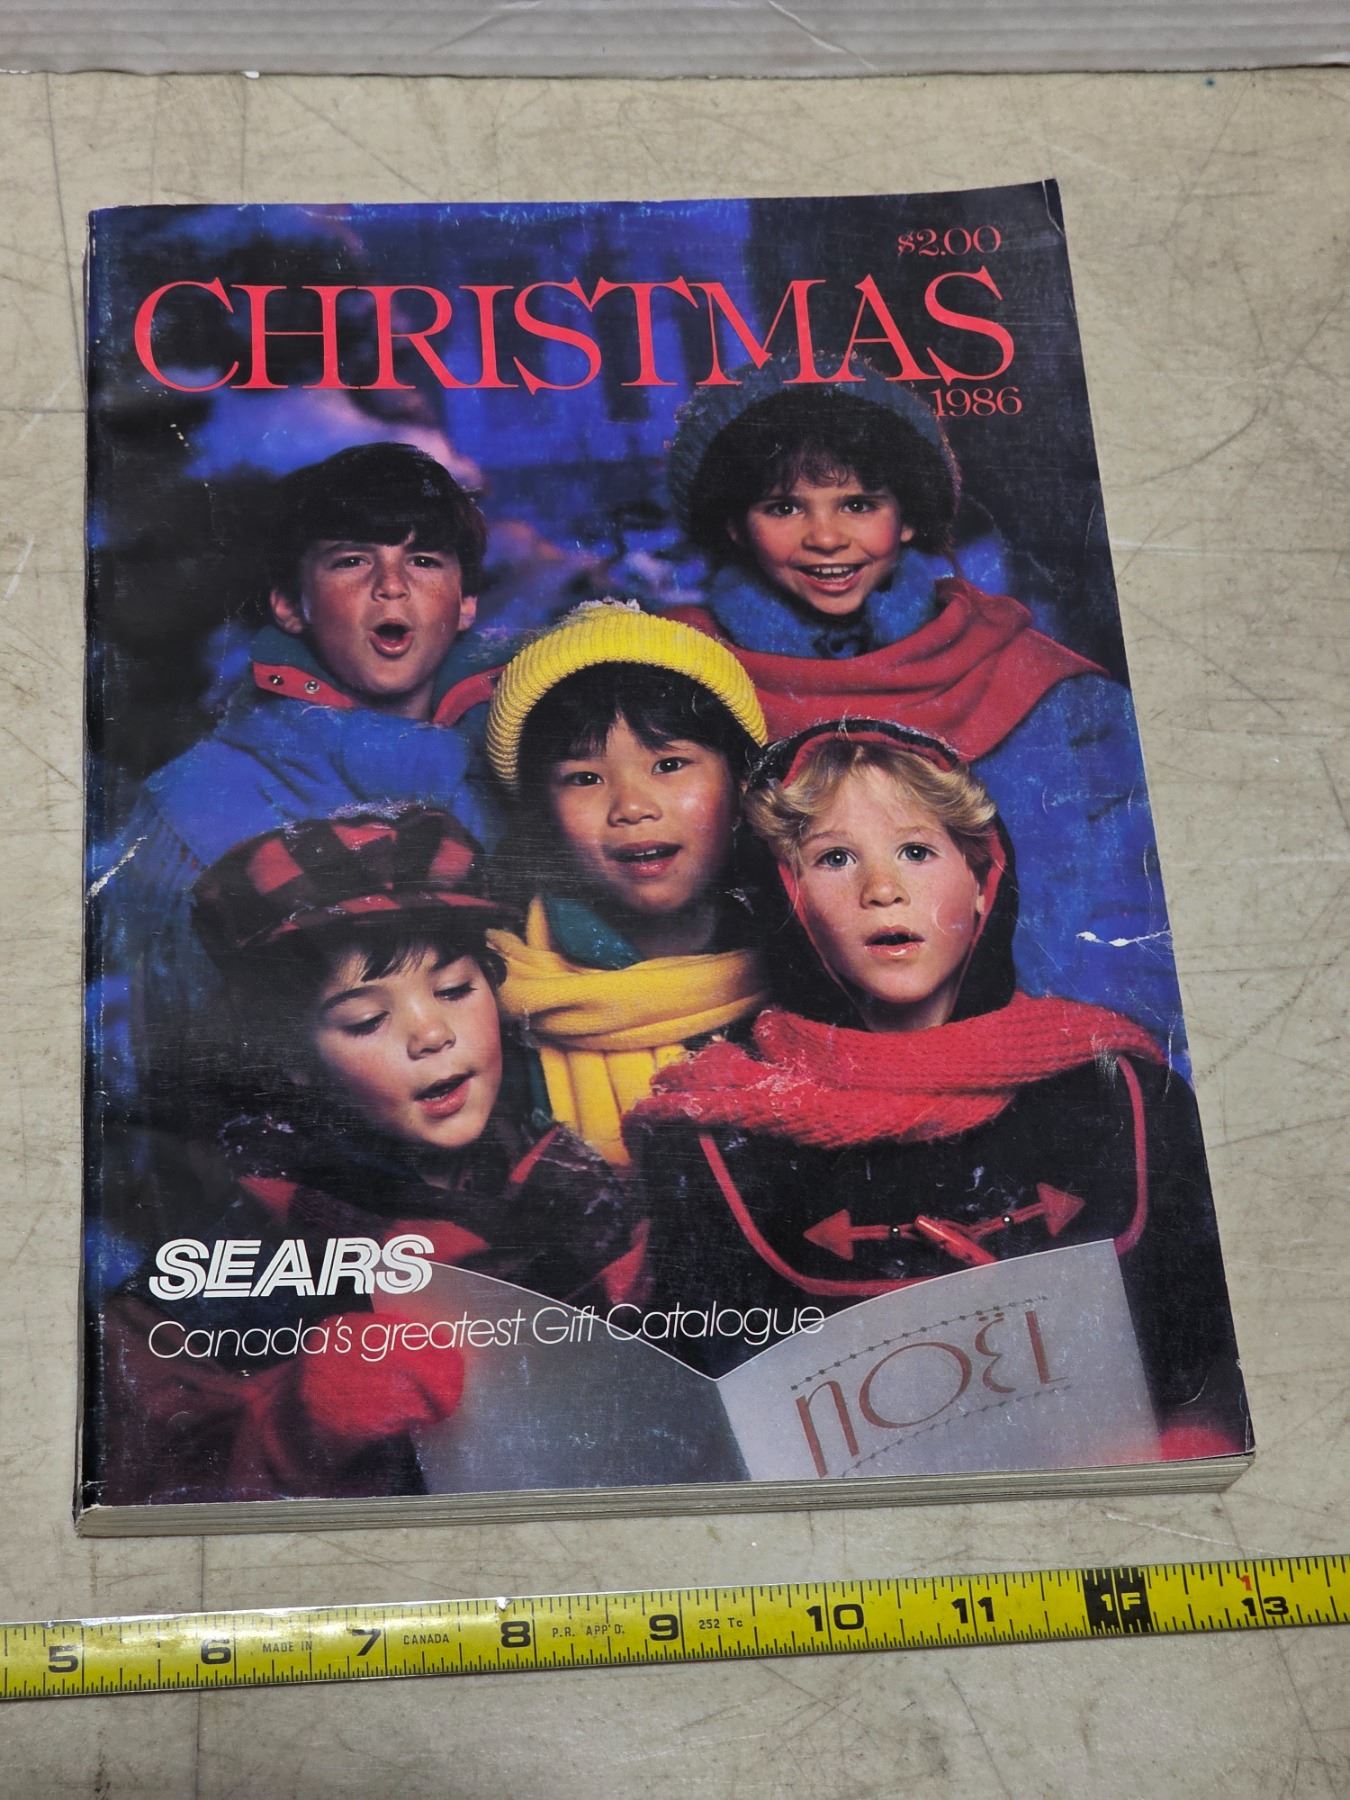 $2.00
CHRISTMAS
1986
SEARS
Canada's greatest Gift Catalogue
NOËL
5 6 MADE IN 7 CANADA 8 P.R. APP'D. 9 252 Tc 10 11 1F 13